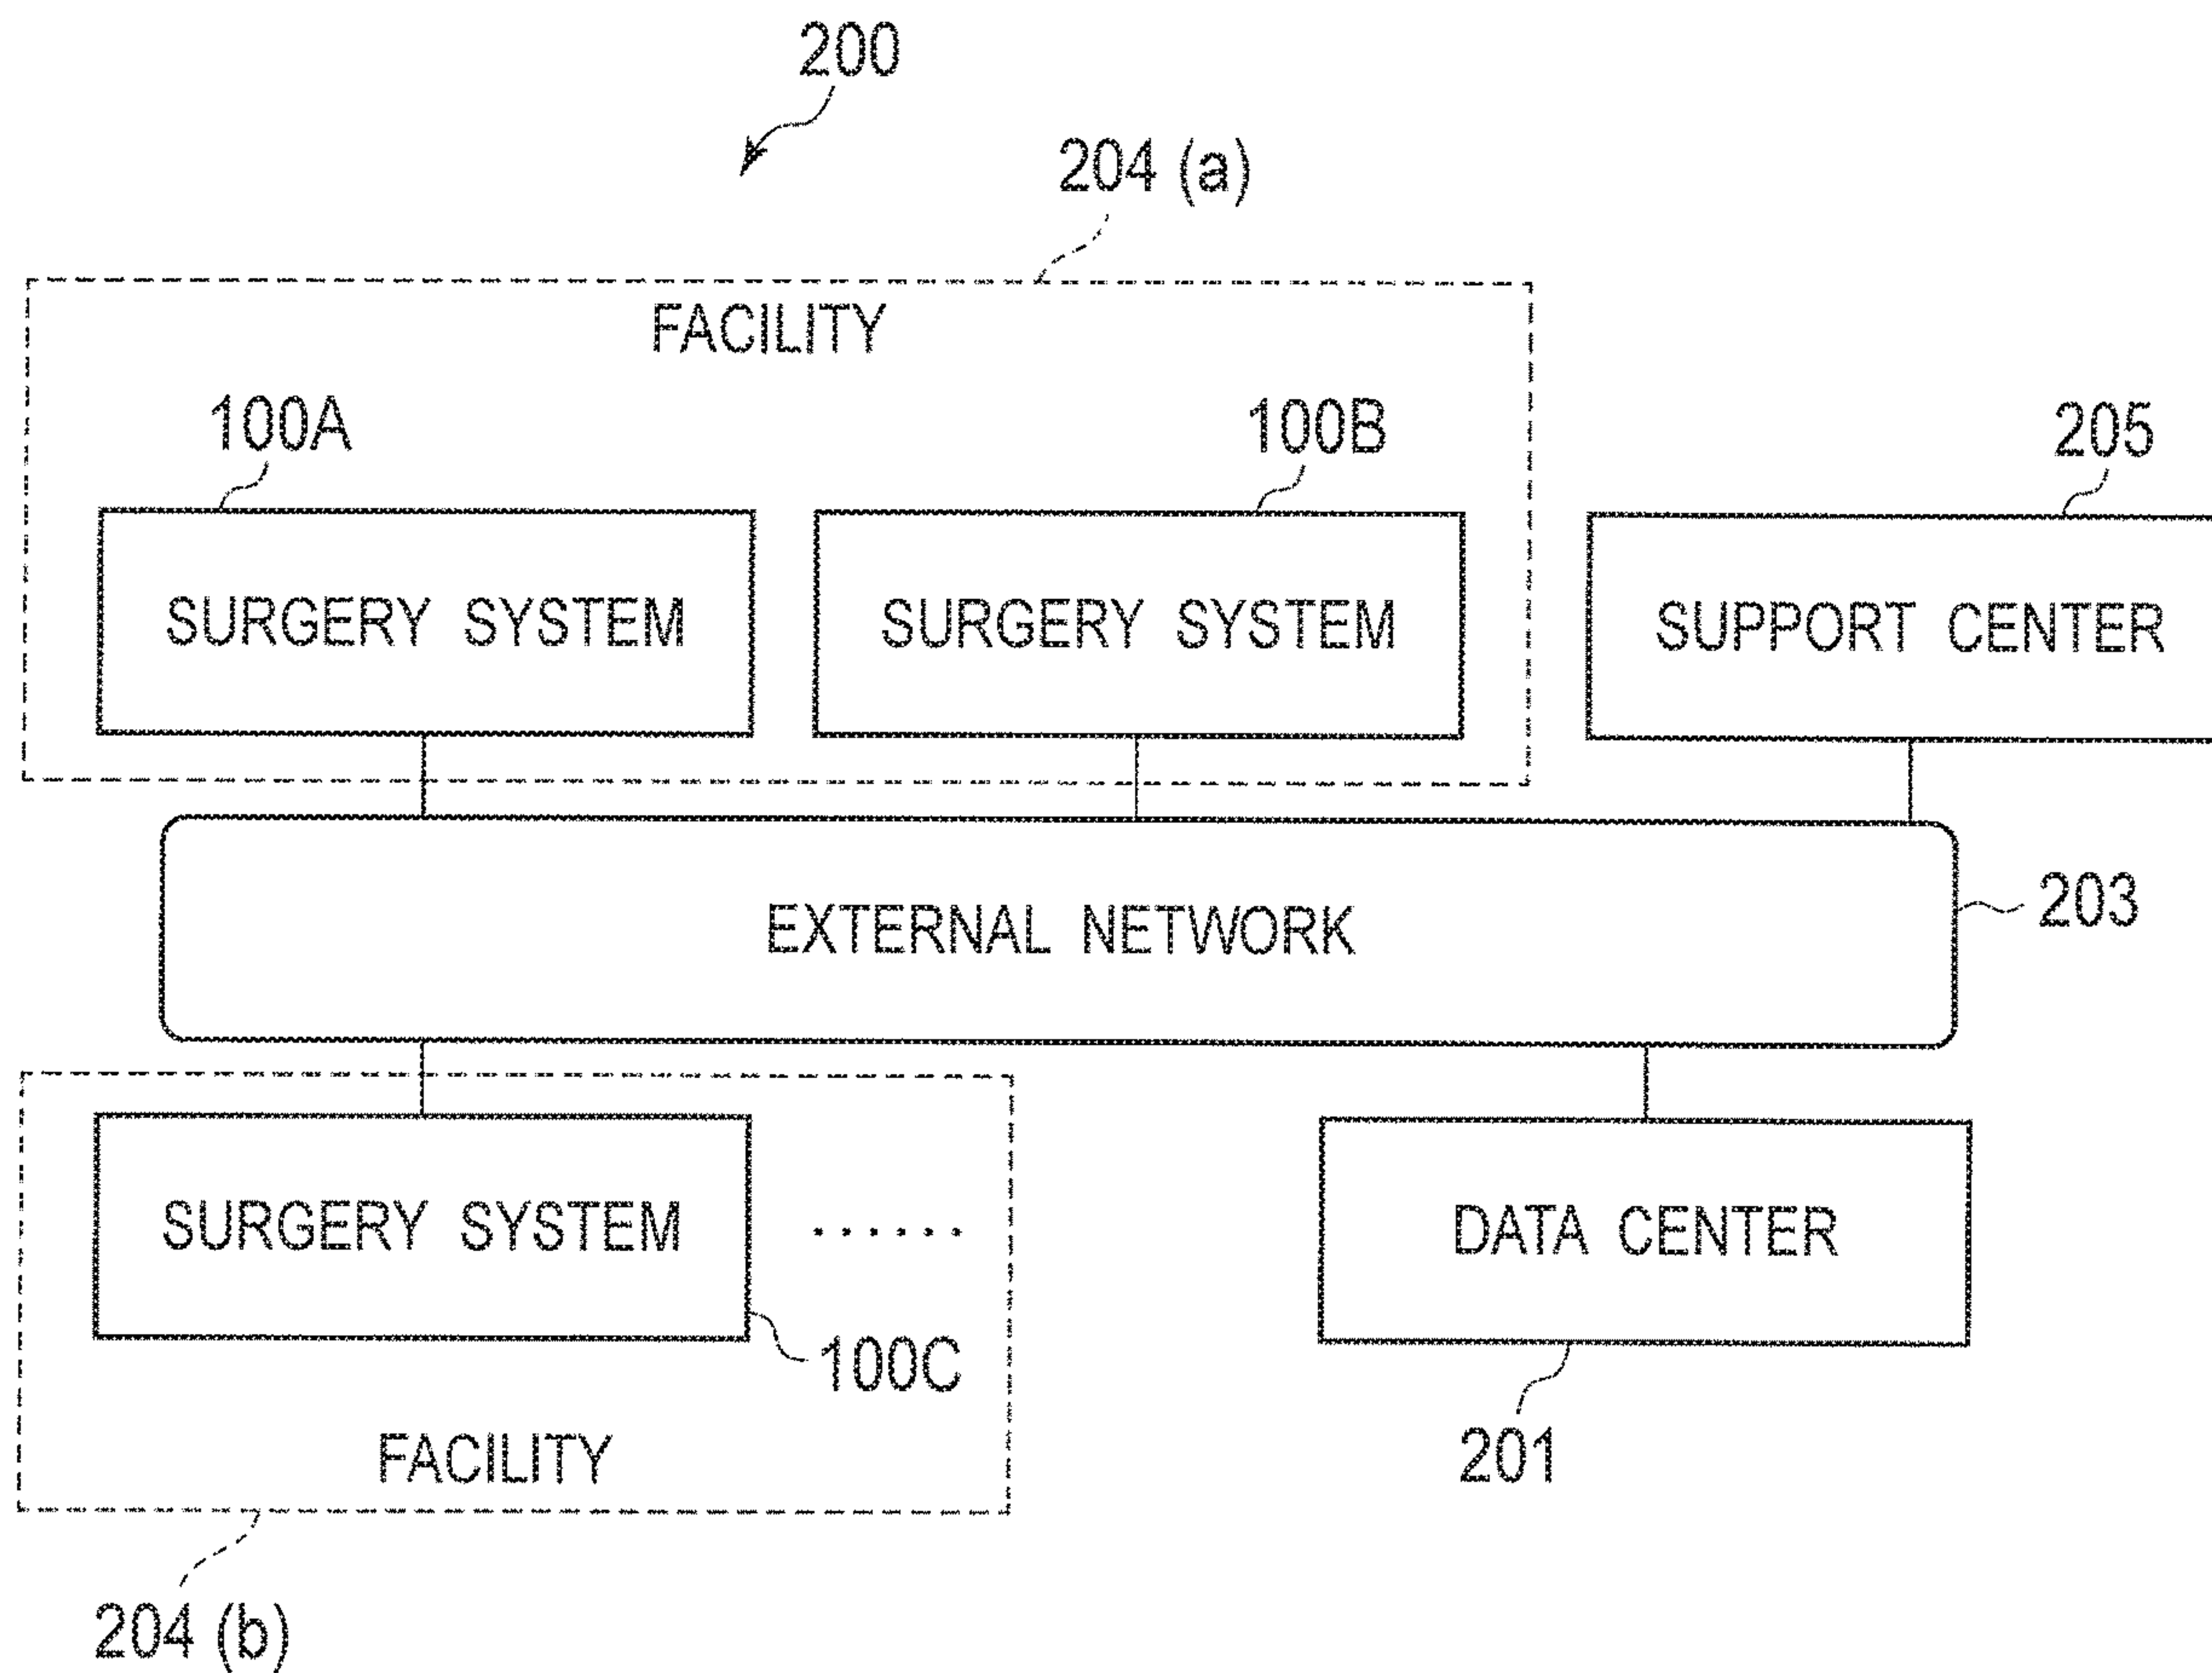 200
204 (a)
FACILITY
100A
100B
205
SURGERY SYSTEM
SURGERY SYSTEM
SUPPORT CENTER
EXTERNAL NETWORK
203
SURGERY SYSTEM
......
DATA CENTER
100C
FACILITY
201
204 (b)